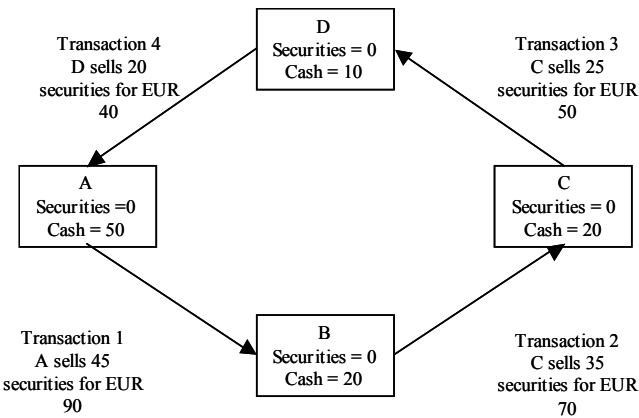 D
Securities = 0
Cash = 10
Transaction 4
D sells 20
securities for EUR
40
Transaction 3
C sells 25
securities for EUR
50
A
Securities =0
Cash = 50
C
Securities = 0
Cash = 20
B
Securities = 0
Cash = 20
Transaction 1
A sells 45
securities for EUR
90
Transaction 2
C sells 35
securities for EUR
70